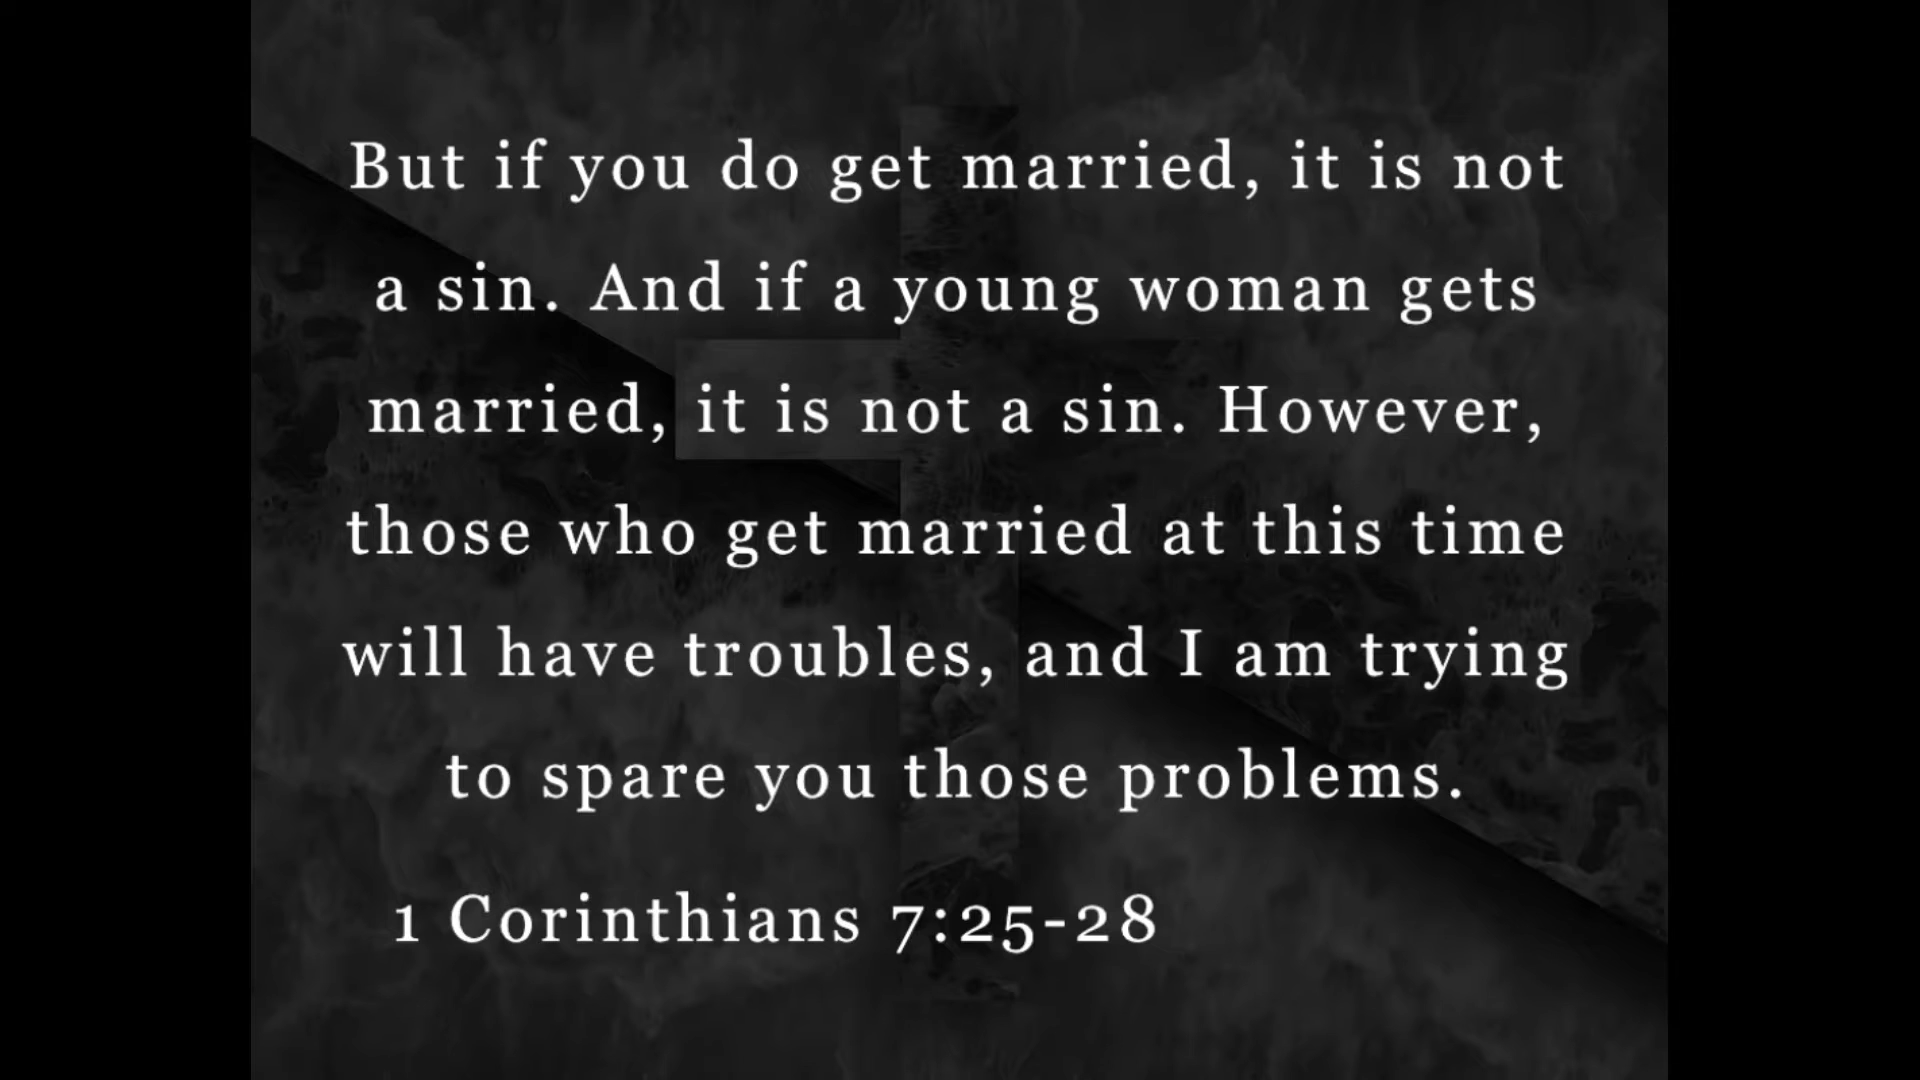 But if you do get married, it is not
a sin. And if a young woman gets
married, it is not a sin. However,
those who get married at this time
will have troubles, and I am trying
to spare you those problems.
1 Corinthians 7:25-28